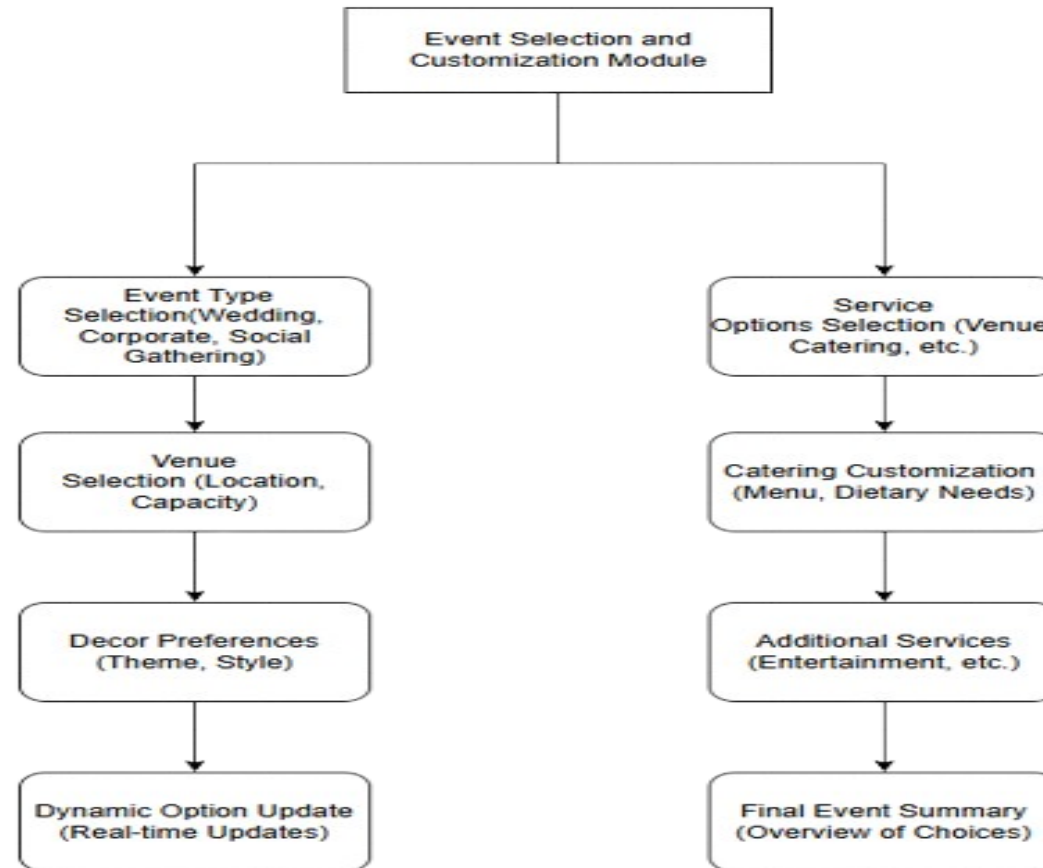 Event Selection and
Customization Module
Event Type
Selection(Wedding,
Corporate, Social
Gathering)
Service
Options Selection (Venue
Catering, etc.)
Venue
Selection (Location,
Capacity)
Catering Customization
(Menu, Dietary Needs)
Decor Preferences
(Theme, Style)
Additional Services
(Entertainment, etc.)
Dynamic Option Update
(Real-time Updates)
Final Event Summary
(Overview of Choices)